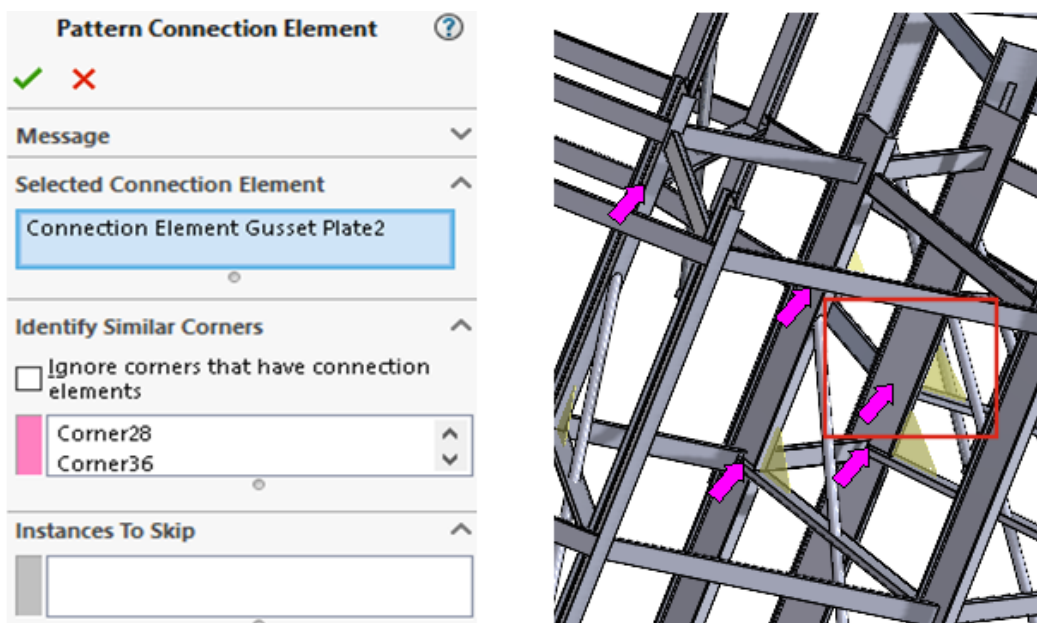 Pattern Connection Element
?
Message
Selected Connection Element
Connection Element Gusset Plate2
Identify Similar Corners
Ignore corners that have connection
elements
Corner28
Corner36
Instances To Skip